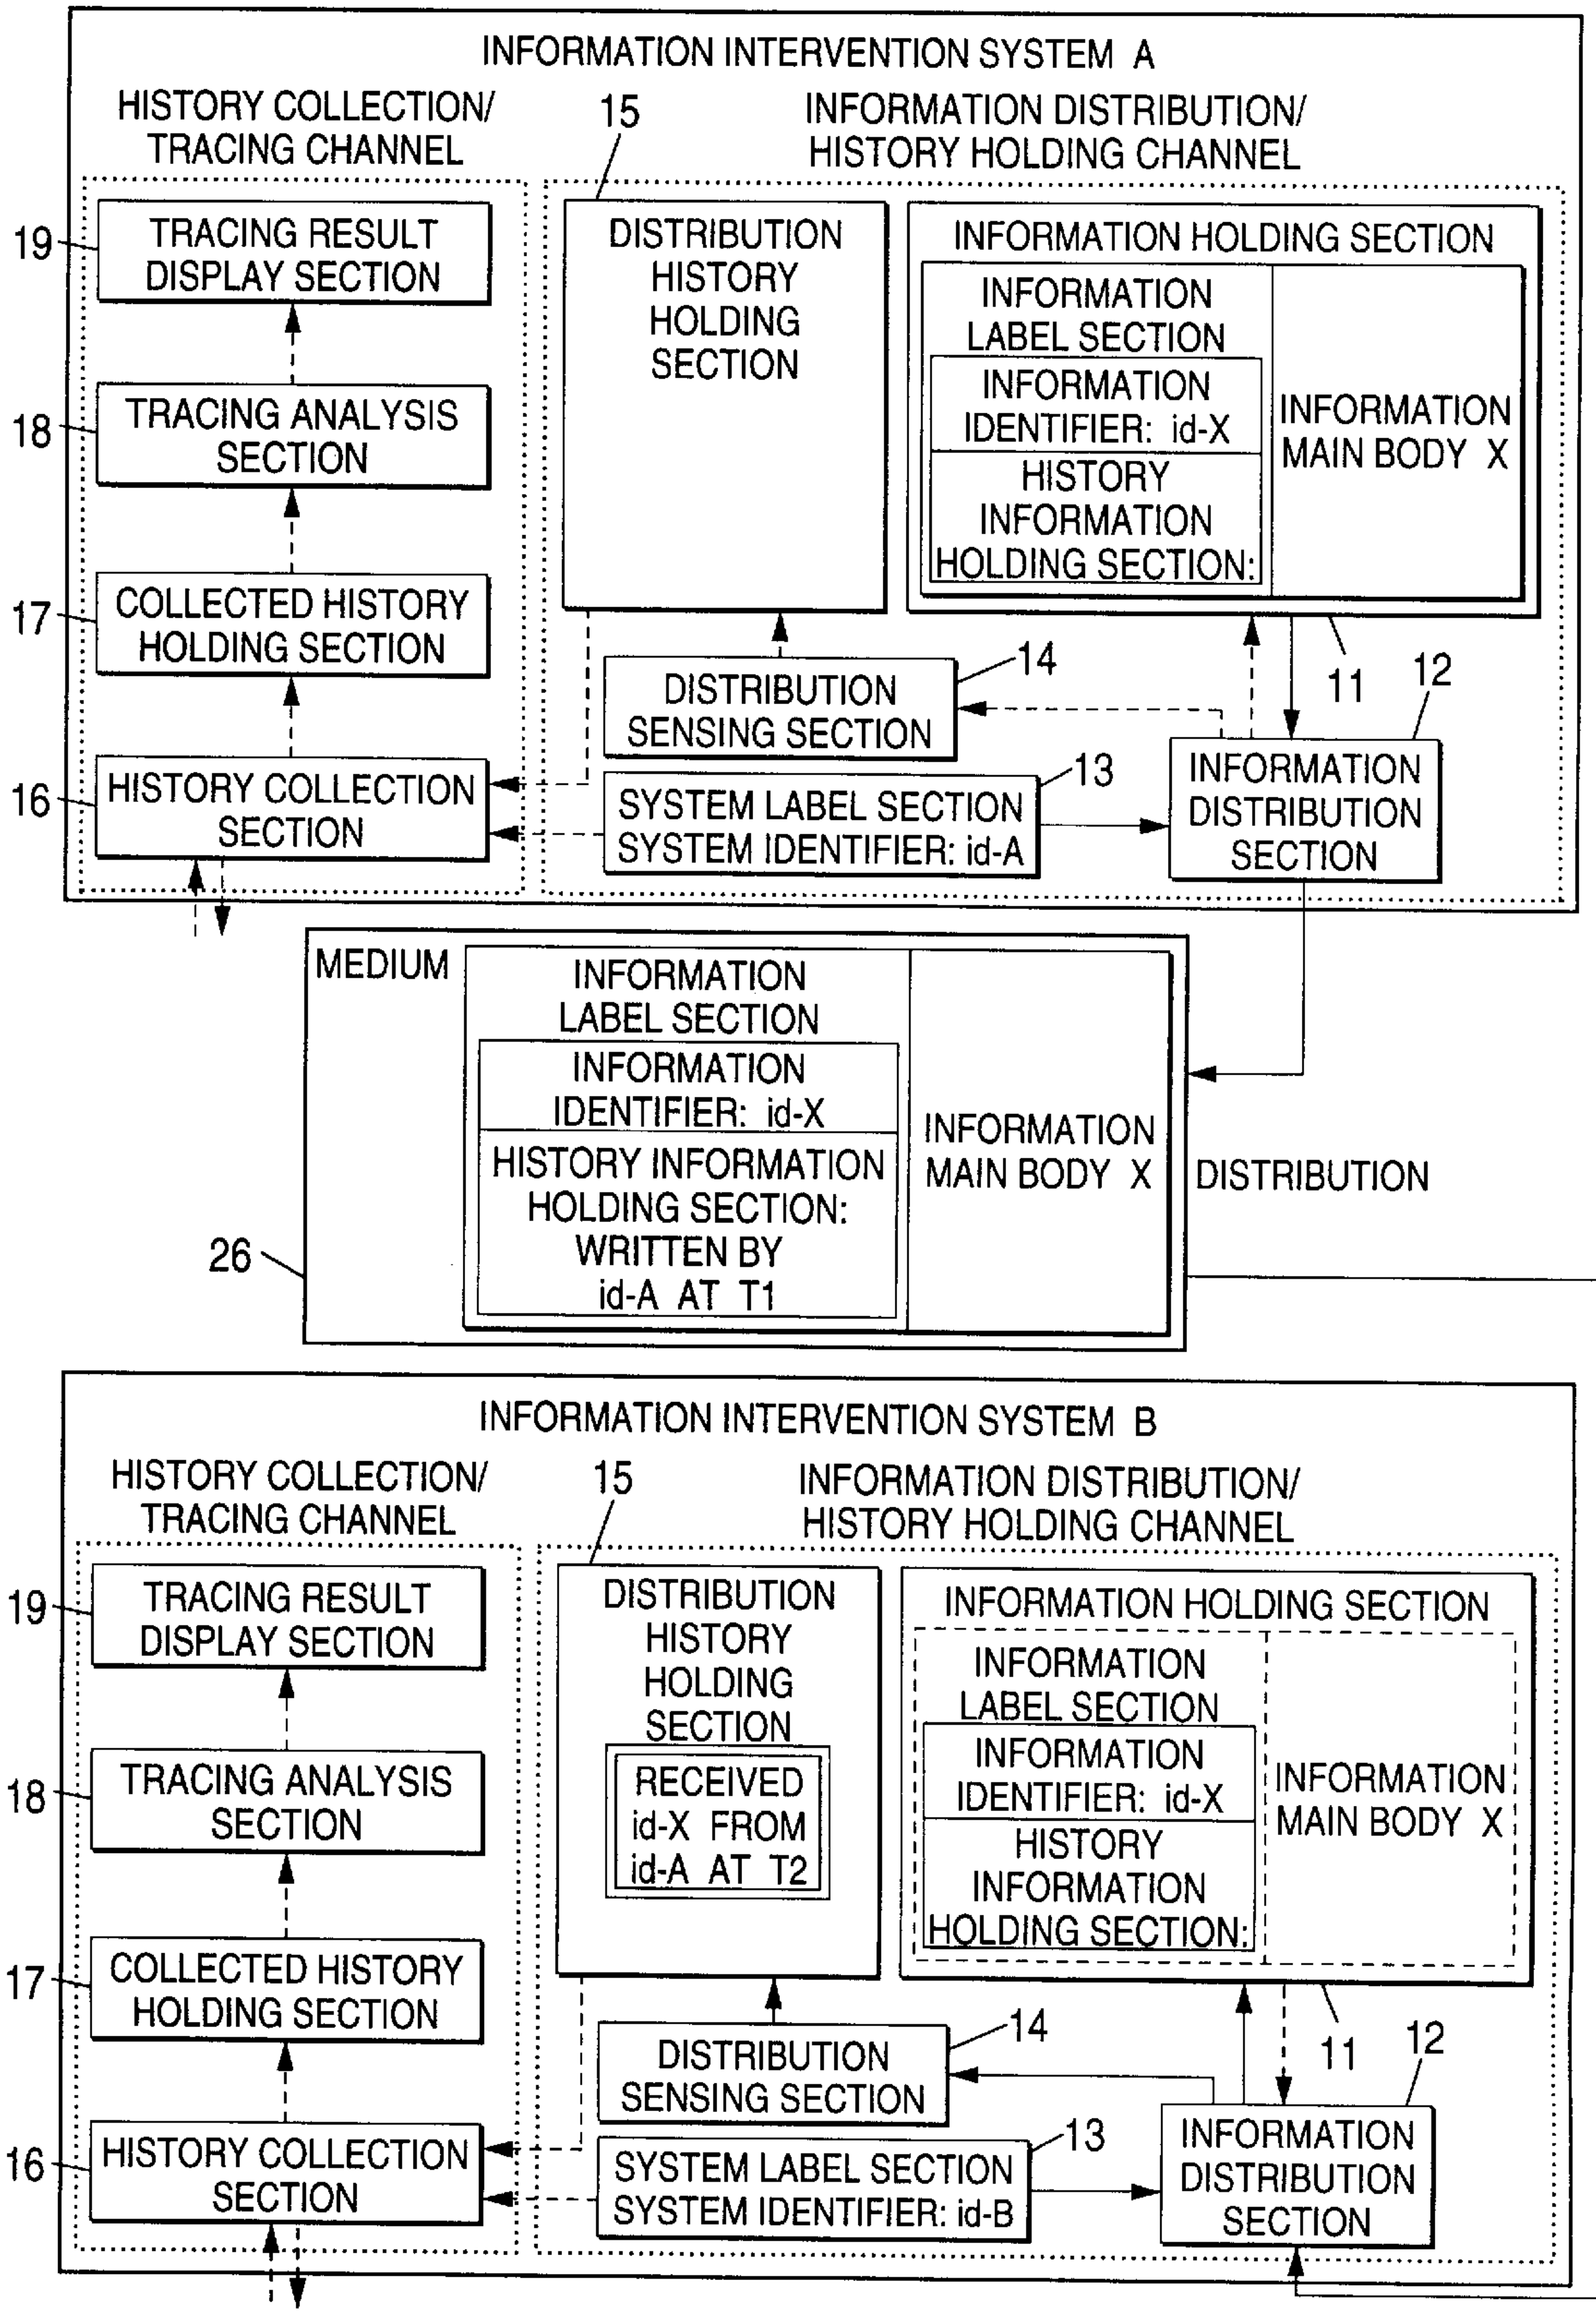 INFORMATION INTERVENTION SYSTEM A
HISTORY COLLECTION/
TRACING CHANNEL
15
INFORMATION DISTRIBUTION/
HISTORY HOLDING CHANNEL
19
TRACING RESULT
DISPLAY SECTION
18
TRACING ANALYSIS
SECTION
17
COLLECTED HISTORY
HOLDING SECTION
16
HISTORY COLLECTION
SECTION
DISTRIBUTION
HISTORY
HOLDING
SECTION
INFORMATION HOLDING SECTION
INFORMATION
LABEL SECTION
INFORMATION
IDENTIFIER: id-X
HISTORY
INFORMATION
HOLDING SECTION:
INFORMATION
MAIN BODY X
14
DISTRIBUTION
SENSING SECTION
11
12
13
SYSTEM LABEL SECTION
SYSTEM IDENTIFIER: id-A
INFORMATION
DISTRIBUTION
SECTION
MEDIUM
INFORMATION
LABEL SECTION
INFORMATION
IDENTIFIER: id-X
HISTORY INFORMATION
HOLDING SECTION:
WRITTEN BY
id-A AT T1
INFORMATION
MAIN BODY X
DISTRIBUTION
26
INFORMATION INTERVENTION SYSTEM B
HISTORY COLLECTION/
TRACING CHANNEL
15
INFORMATION DISTRIBUTION/
HISTORY HOLDING CHANNEL
19
TRACING RESULT
DISPLAY SECTION
18
TRACING ANALYSIS
SECTION
17
COLLECTED HISTORY
HOLDING SECTION
16
HISTORY COLLECTION
SECTION
DISTRIBUTION
HISTORY
HOLDING
SECTION
RECEIVED
id-X FROM
id-A AT T2
INFORMATION HOLDING SECTION
INFORMATION
LABEL SECTION
INFORMATION
IDENTIFIER: id-X
HISTORY
INFORMATION
HOLDING SECTION:
INFORMATION
MAIN BODY X
14
DISTRIBUTION
SENSING SECTION
11
12
13
SYSTEM LABEL SECTION
SYSTEM IDENTIFIER: id-B
INFORMATION
DISTRIBUTION
SECTION